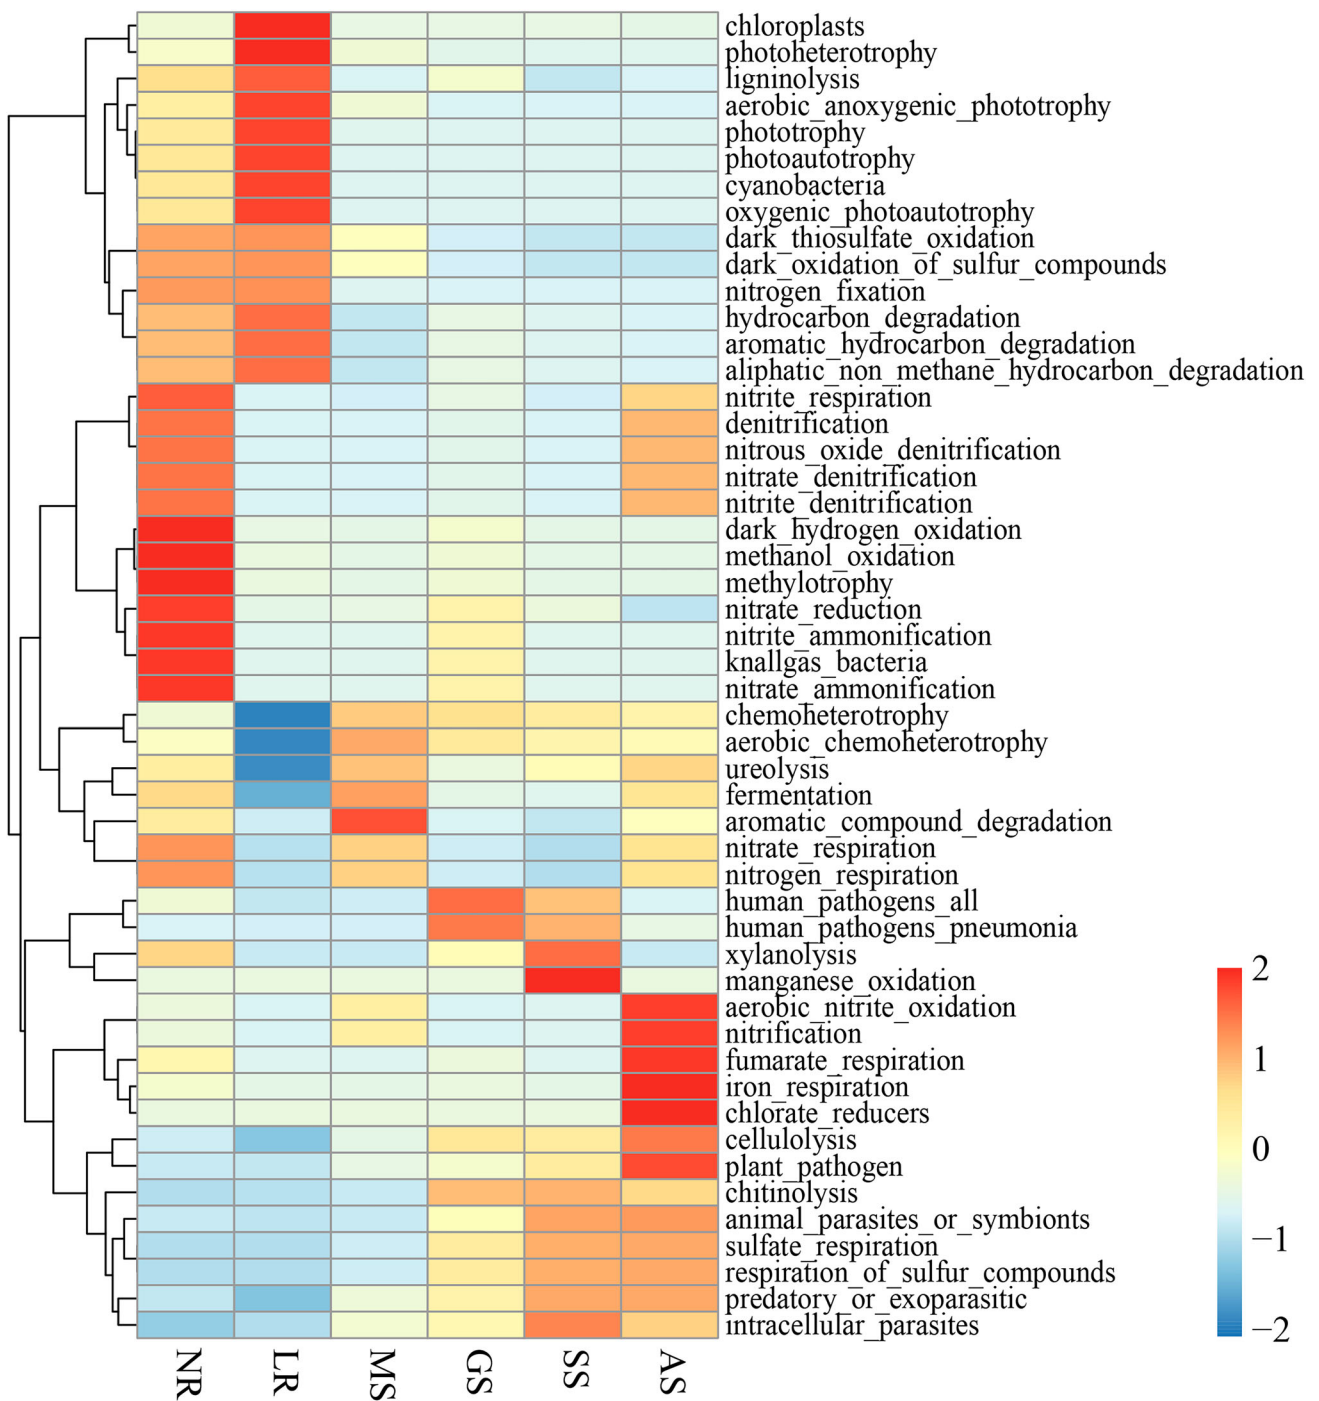 chloroplasts
photoheterotrophy
ligninolysis
aerobic_anoxygenic_phototrophy
phototrophy
photoautotrophy
cyanobacteria
oxygenic_photoautotrophy
dark_thiosulfate_oxidation
dark_oxidation_of_sulfur_compounds
nitrogen_fixation
hydrocarbon_degradation
aromatic_hydrocarbon_degradation
aliphatic_non_methane_hydrocarbon_degradation
nitrite_respiration
denitrification
nitrous_oxide_denitrification
nitrate_denitrification
nitrite_denitrification
dark_hydrogen_oxidation
methanol_oxidation
methylotrophy
nitrate_reduction
nitrite_ammonification
knallgas_bacteria
nitrate_ammonification
chemoheterotrophy
aerobic_chemoheterotrophy
ureolysis
fermentation
aromatic_compound_degradation
nitrate_respiration
nitrogen_respiration
human_pathogens_all
human_pathogens_pneumonia
xylanolysis
manganese_oxidation
aerobic_nitrite_oxidation
nitrification
fumarate_respiration
iron_respiration
chlorate_reducers
cellulolysis
plant_pathogen
chitinolysis
animal_parasites_or_symbionts
sulfate_respiration
respiration_of_sulfur_compounds
predatory_or_exoparasitic
intracellular_parasites
2
1
0
−1
−2
NR LR MS GS SS AS